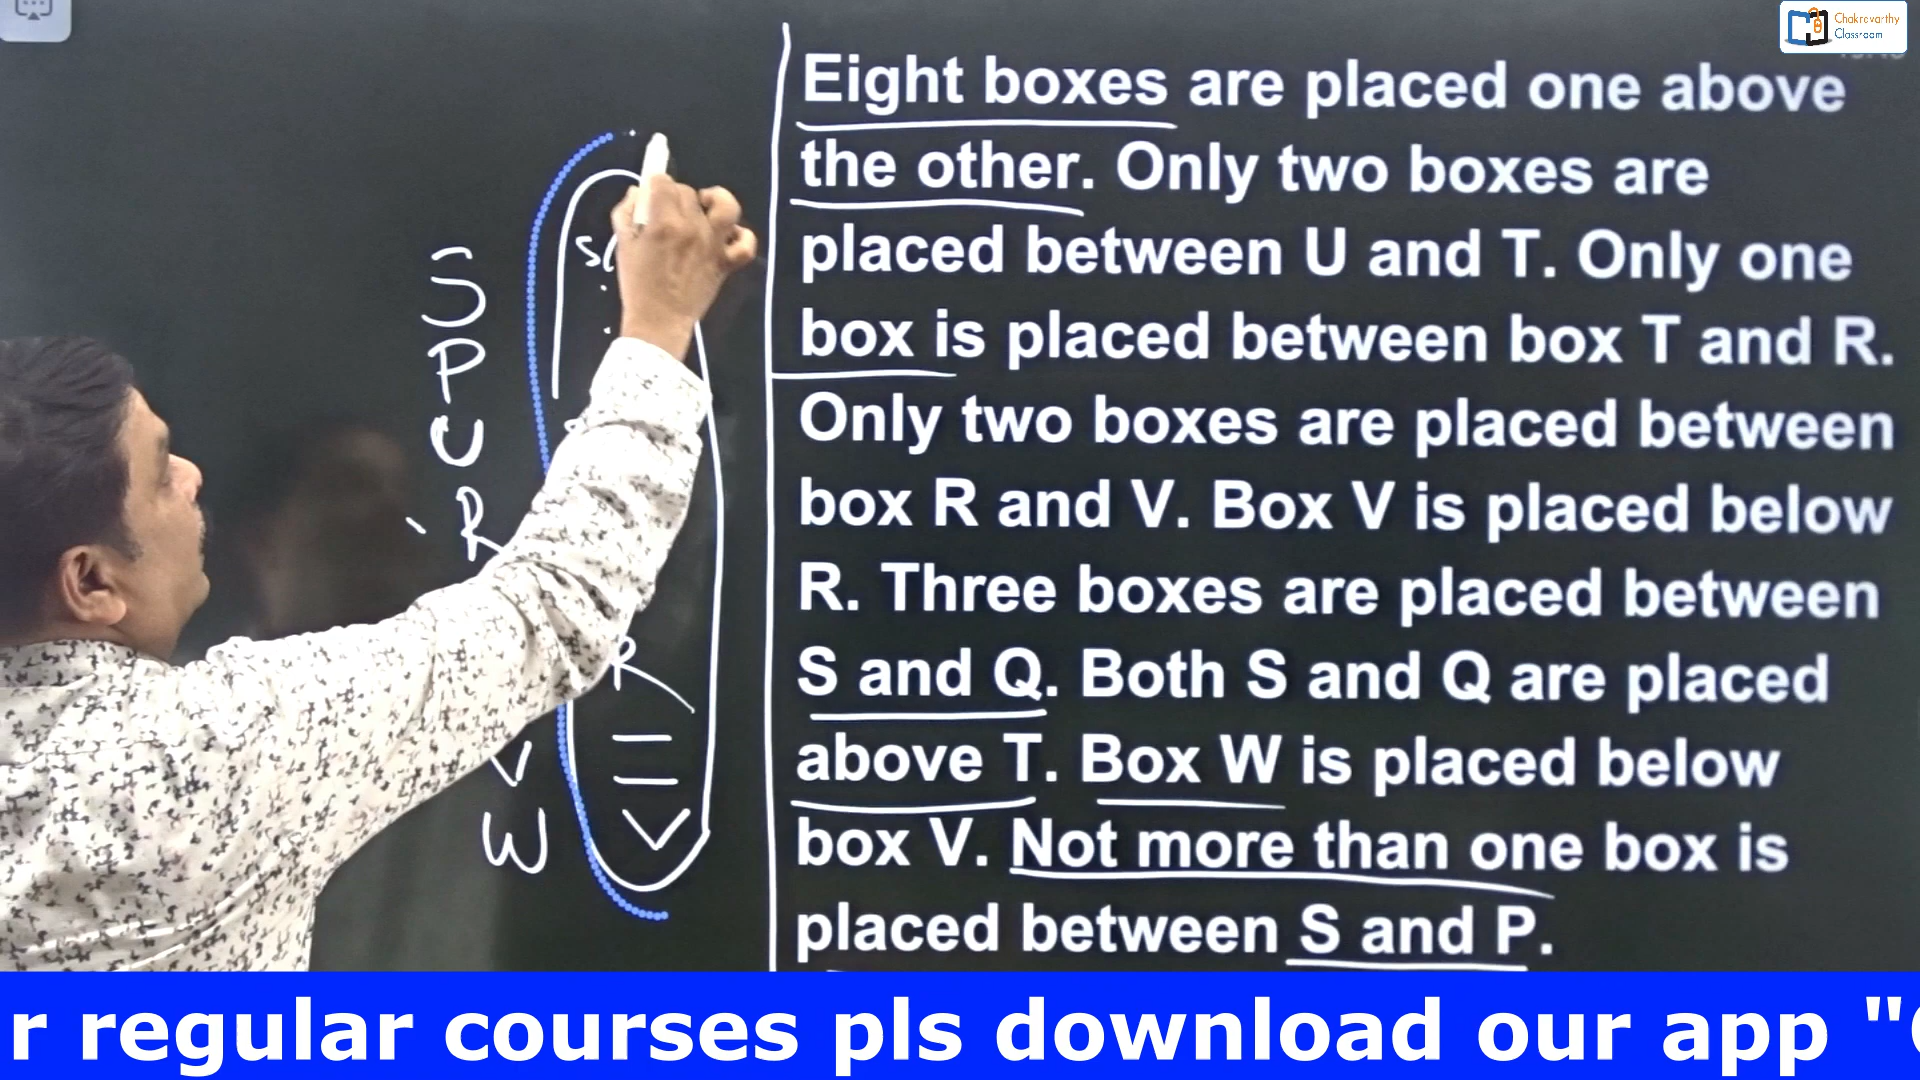 Chakravarthy
Classroom
Eight boxes are placed one above
the other. Only two boxes are
placed between U and T. Only one
box is placed between box T and R.
Only two boxes are placed between
box R and V. Box V is placed below
R. Three boxes are placed between
S and Q. Both S and Q are placed
above T. Box W is placed below
box V. Not more than one box is
placed between S and P.
S
P
U
R
V
W
R
V
r regular courses pls download our app "